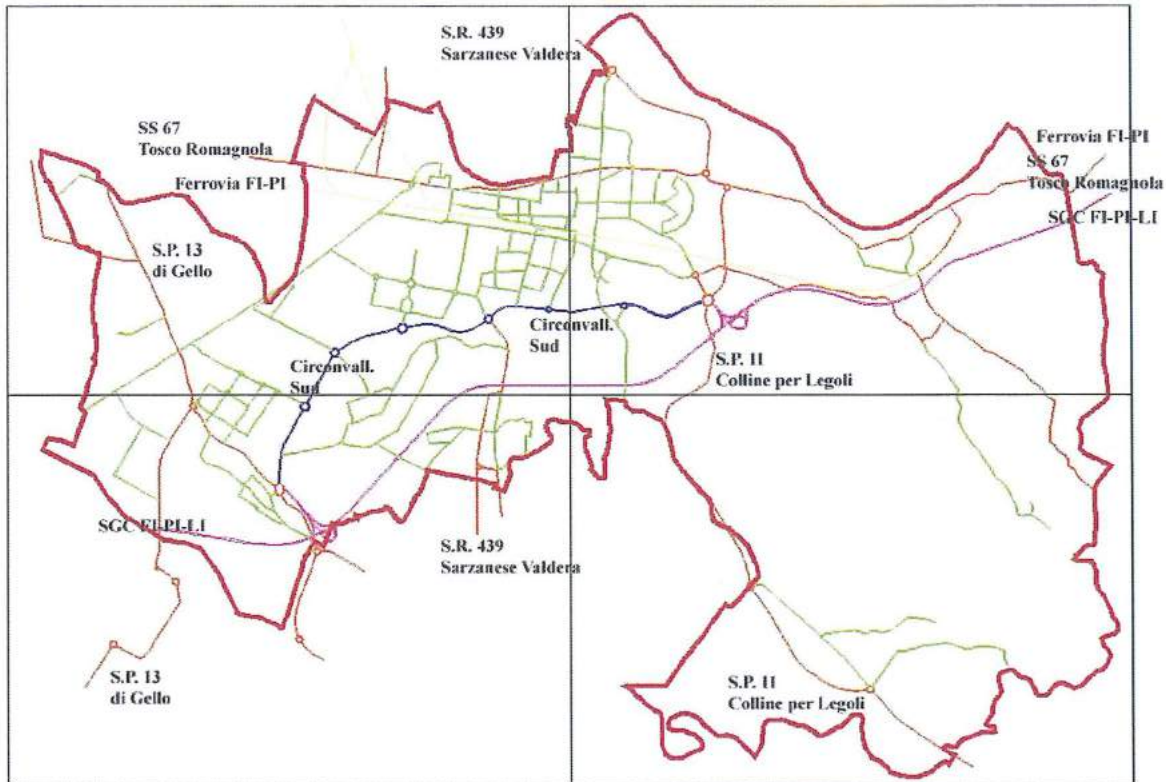 S.R. 439
Sarzanese Valdera
SS 67
Tosco Romagnola
Ferrovia FI-PI
Ferrovia FI-PI
SS 67
Tosco Romagnola
SGC FI-PI-LI
S.P. 13
di Gello
Circonvall.
Sud
Circonvall.
Sud
S.P. 11
Colline per Legoli
SGC FI-PI-LI
S.R. 439
Sarzanese Valdera
S.P. 13
di Gello
S.P. 11
Colline per Legoli